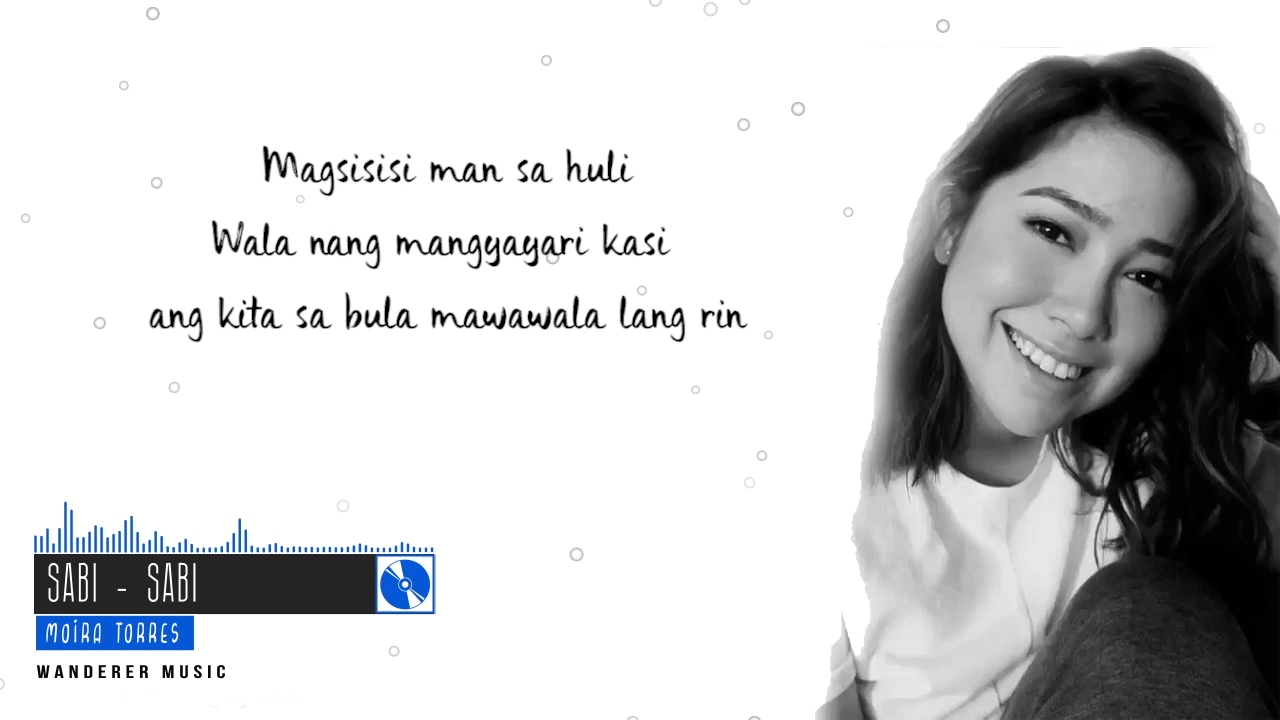 Magsisisi man sa huli
Wala nang mangyayari kasi
ang kita sa bula mawawala lang rin
SABI - SABI
MOIRA TORRES
WANDERER MUSIC